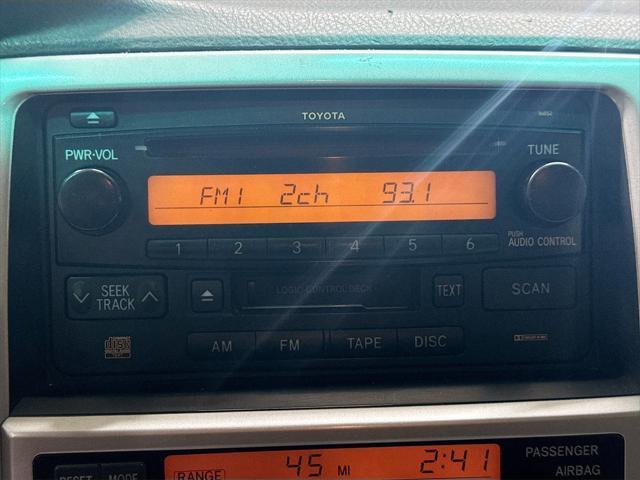 TOYOTA
PWR·VOL
TUNE
FM1 2ch 93.1
1 2 3 4 5 6
PUSH
AUDIO CONTROL
SEEK
TRACK
LOGIC CONTROL DECK
TEXT
SCAN
AM FM TAPE DISC
disc
RANGE 45 MI 2:41
RESET MODE
PASSENGER
AIRBAG